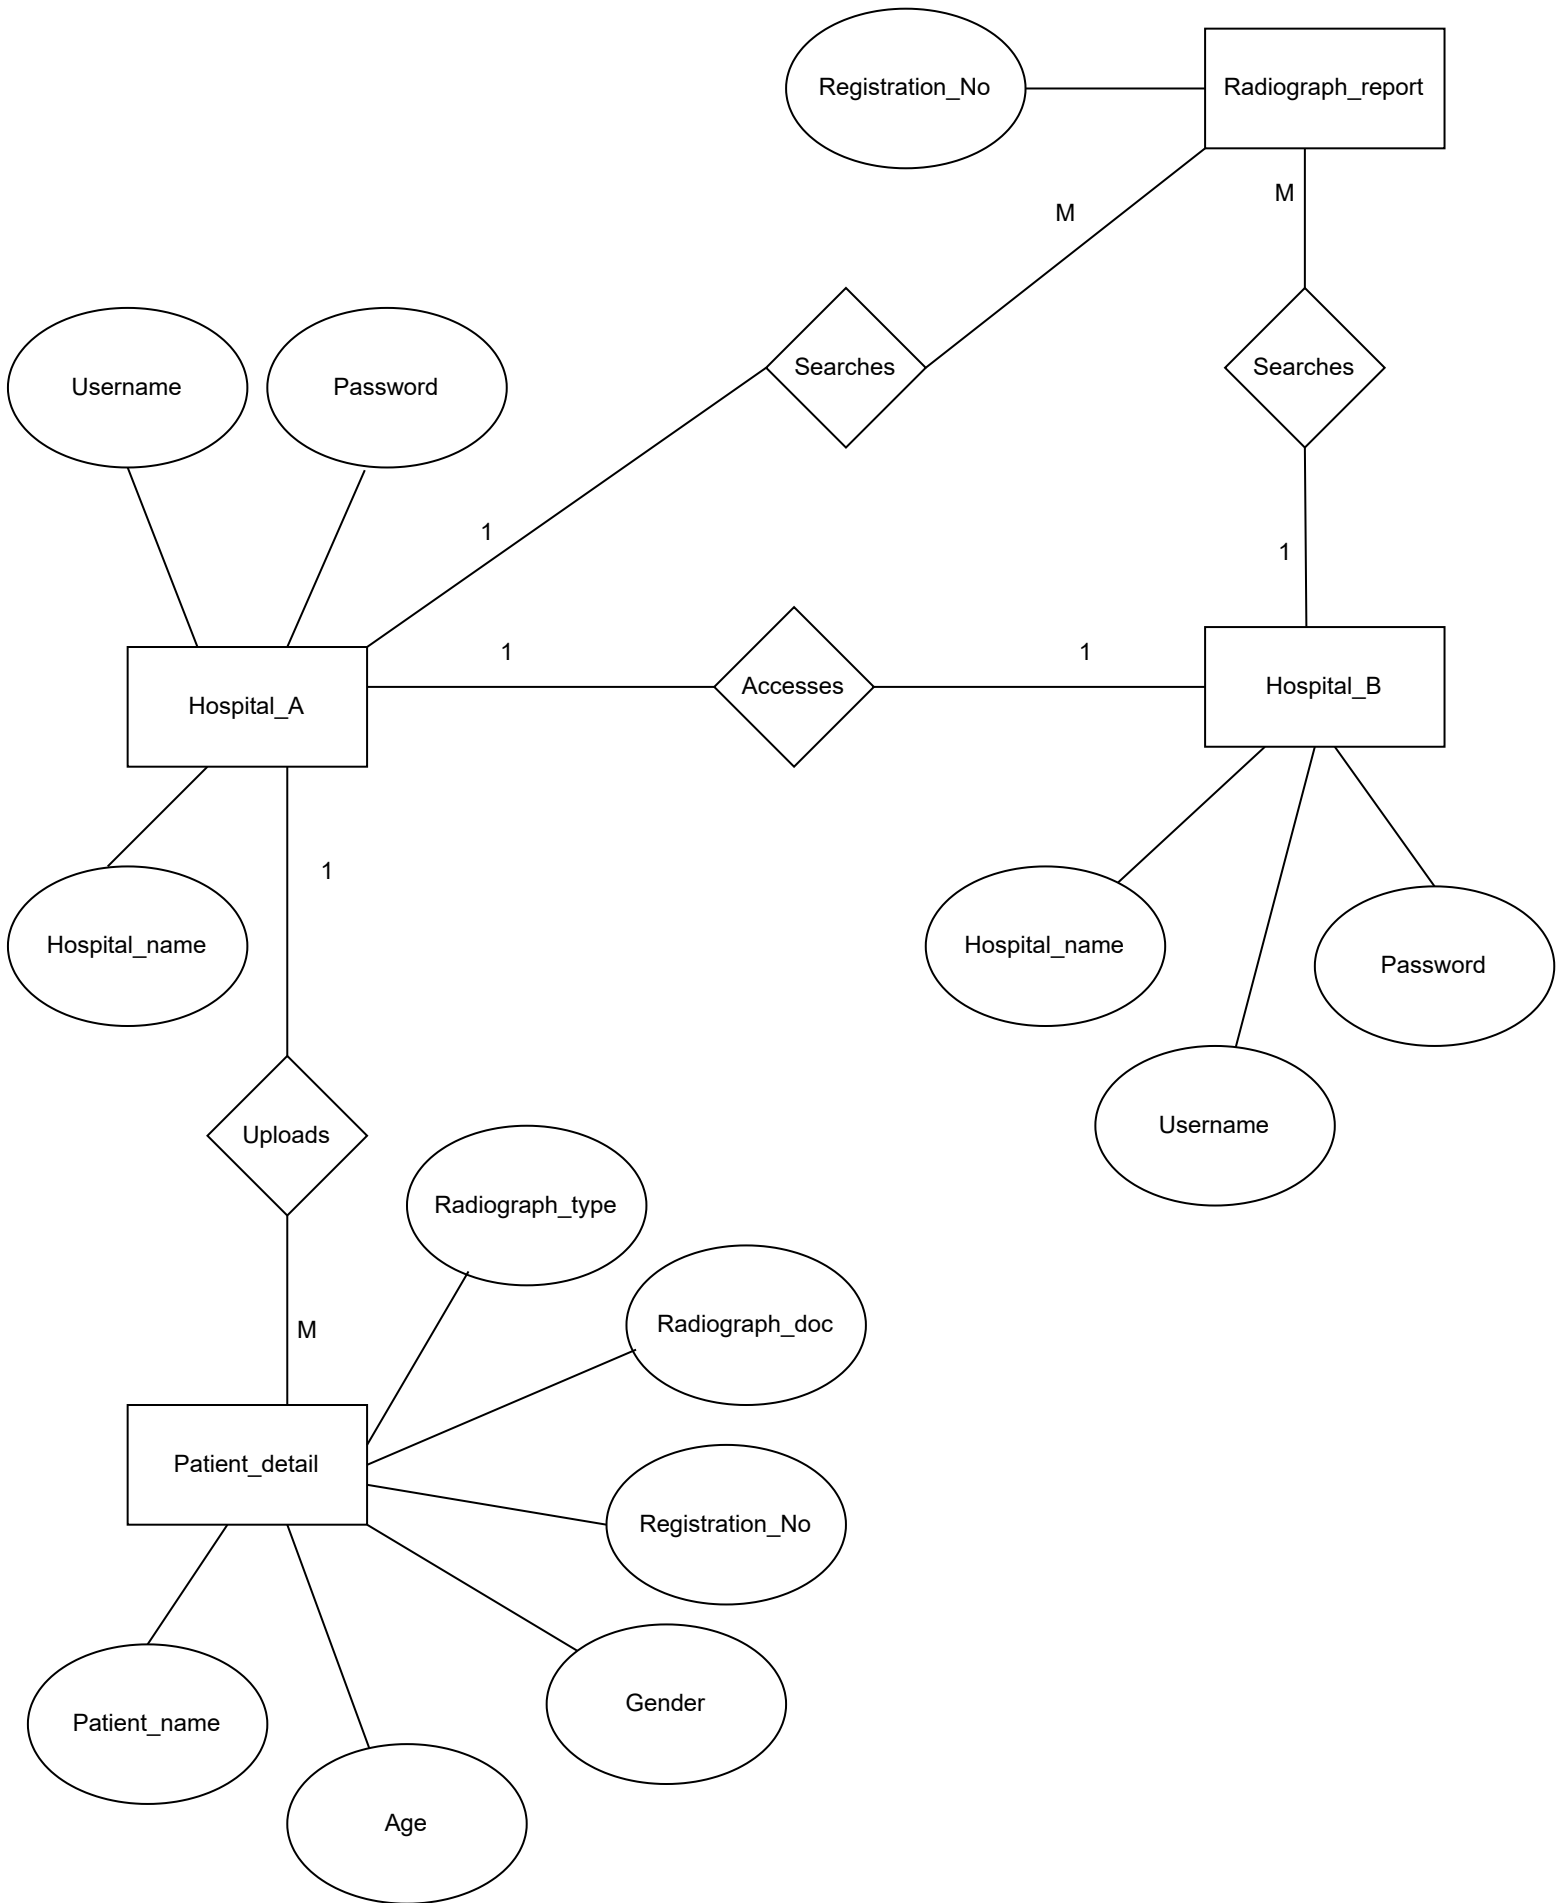 Registration_No
Radiograph_report
M
M
Username
Password
Searches
Searches
1
1
1
1
Hospital_A
Accesses
Hospital_B
1
Hospital_name
Hospital_name
Password
Uploads
Username
Radiograph_type
Radiograph_doc
M
Patient_detail
Registration_No
Gender
Patient_name
Age